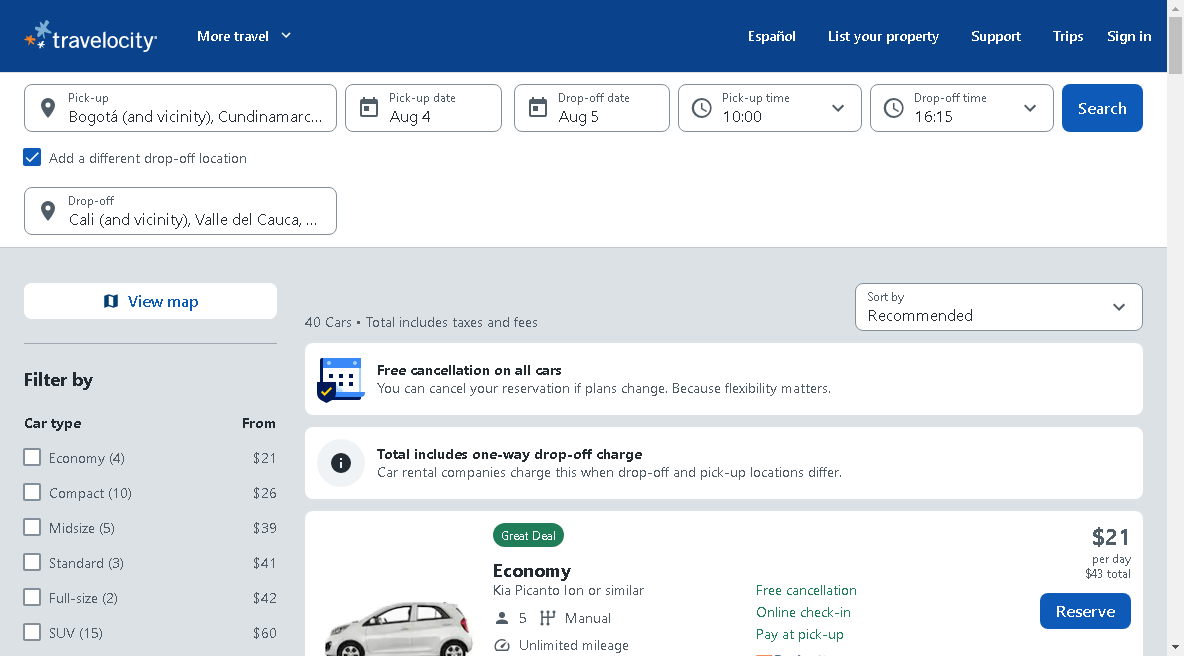 travelocity
More travel
Español
List your property
Support
Trips
Sign in
Pick-up
Bogotá (and vicinity), Cundinamarc...
Pick-up date
Aug 4
Drop-off date
Aug 5
Pick-up time
10:00
Drop-off time
16:15
Search
Add a different drop-off location
Drop-off
Cali (and vicinity), Valle del Cauca, ...
View map
40 Cars • Total includes taxes and fees
Sort by
Recommended
Filter by
Car type From
Economy (4) $21
Compact (10) $26
Midsize (5) $39
Standard (3) $41
Full-size (2) $42
SUV (15) $60
Free cancellation on all cars
You can cancel your reservation if plans change. Because flexibility matters.
Total includes one-way drop-off charge
Car rental companies charge this when drop-off and pick-up locations differ.
Great Deal
Economy
Kia Picanto Ion or similar
5 Manual
Unlimited mileage
Free cancellation
Online check-in
Pay at pick-up
$21
per day
$43 total
Reserve